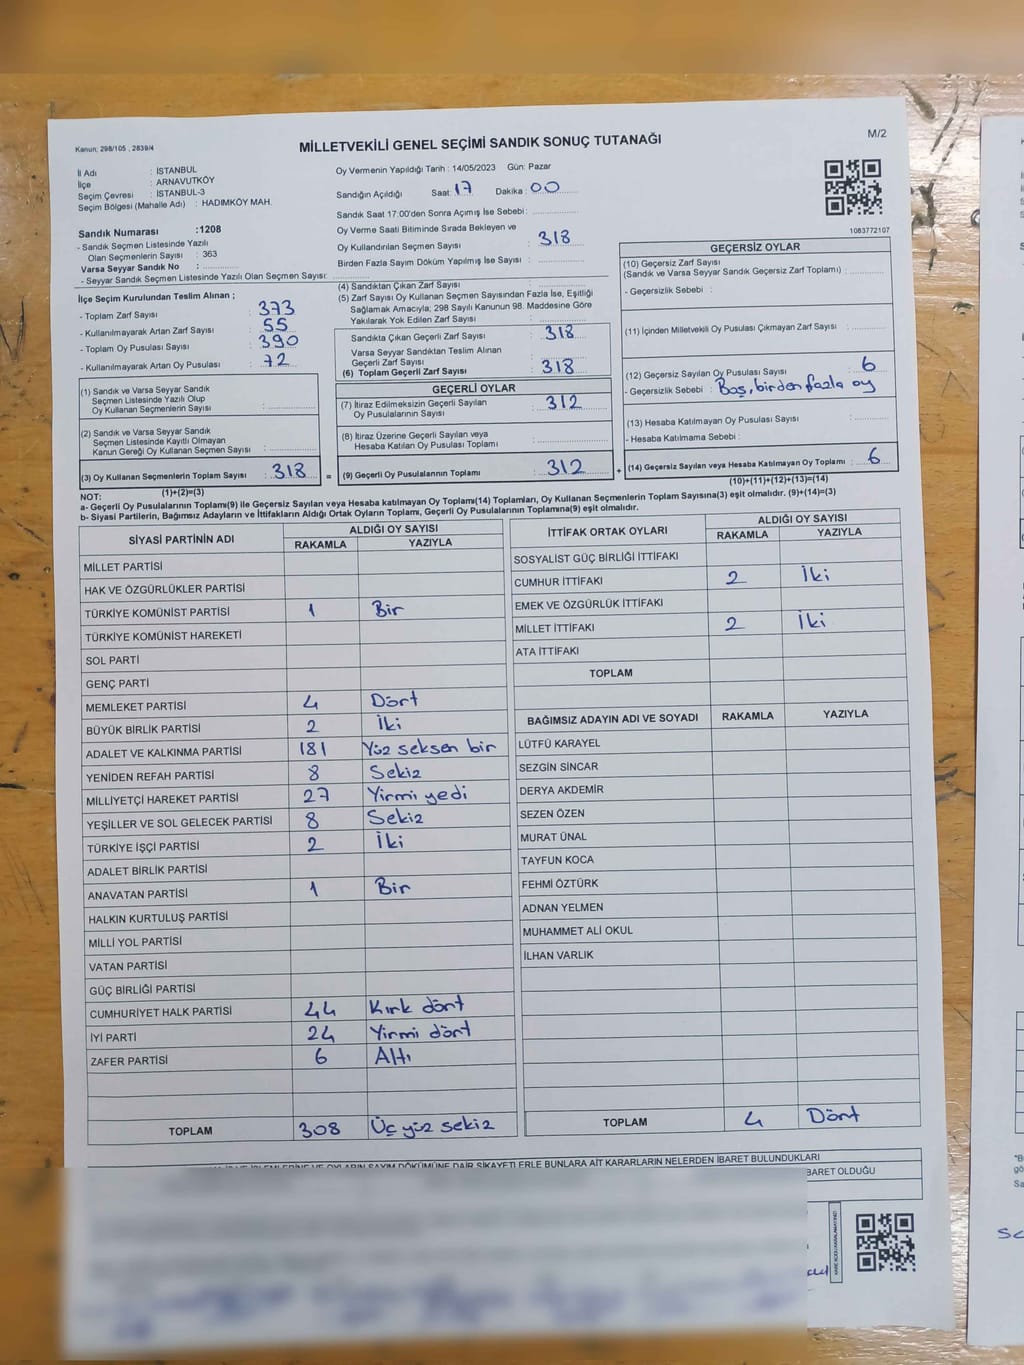 Kanun: 298/105 , 2839/4
MİLLETVEKİLİ GENEL SEÇİMİ SANDIK SONUÇ TUTANAĞI
M/2
İl Adı : İSTANBUL
İlçe : ARNAVUTKÖY
Seçim Çevresi : İSTANBUL-3
Seçim Bölgesi (Mahalle Adı) : HADIMKÖY MAH.
Oy Vermenin Yapıldığı Tarih : 14/05/2023 Gün: Pazar
Sandığın Açıldığı Saat 17 Dakika : 00
Sandık Saat 17:00'den Sonra Açımış İse Sebebi :
Sandık Numarası :1208
- Sandık Seçmen Listesinde Yazılı
Olan Seçmenlerin Sayısı : 363
Varsa Seyyar Sandık No :
- Seyyar Sandık Seçmen Listesinde Yazılı Olan Seçmen Sayısı:
Oy Verme Saati Bitiminde Sırada Bekleyen ve
Oy Kullandırılan Seçmen Sayısı : 318
Birden Fazla Sayım Döküm Yapılmış İse Sayısı :
1083772107
İlçe Seçim Kurulundan Teslim Alınan ;
- Toplam Zarf Sayısı : 373
- Kullanılmayarak Artan Zarf Sayısı : 55
- Toplam Oy Pusulası Sayısı : 390
- Kullanılmayarak Artan Oy Pusulası : 72
(4) Sandıktan Çıkan Zarf Sayısı :
(5) Zarf Sayısı Oy Kullanan Seçmen Sayısından Fazla İse, Eşitliği
Sağlamak Amacıyla; 298 Sayılı Kanunun 98. Maddesine Göre
Yakılarak Yok Edilen Zarf Sayısı :
Sandıkta Çıkan Geçerli Zarf Sayısı : 318
Varsa Seyyar Sandıktan Teslim Alınan
Geçerli Zarf Sayısı :
(6) Toplam Geçerli Zarf Sayısı : 318
GEÇERSİZ OYLAR
(10) Geçersiz Zarf Sayısı
(Sandık ve Varsa Seyyar Sandık Geçersiz Zarf Toplamı) :
- Geçersizlik Sebebi :
(11) İçinden Milletvekili Oy Pusulası Çıkmayan Zarf Sayısı :
(12) Geçersiz Sayılan Oy Pusulası Sayısı : 6
- Geçersizlik Sebebi : Boş, birden fazla oy
(13) Hesaba Katılmayan Oy Pusulası Sayısı :
- Hesaba Katılmama Sebebi :
(14) Geçersiz Sayılan veya Hesaba Katılmayan Oy Toplamı : 6
(10)+(11)+(12)+(13)=(14)
(1) Sandık ve Varsa Seyyar Sandık
Seçmen Listesinde Yazılı Olup
Oy Kullanan Seçmenlerin Sayısı :
(2) Sandık ve Varsa Seyyar Sandık
Seçmen Listesinde Kayıtlı Olmayan
Kanun Gereği Oy Kullanan Seçmen Sayısı :
(3) Oy Kullanan Seçmenlerin Toplam Sayısı : 318 =
(1)+(2)=(3)
GEÇERLİ OYLAR
(7) İtiraz Edilmeksizin Geçerli Sayılan
Oy Pusulalarının Sayısı : 312
(8) İtiraz Üzerine Geçerli Sayılan veya
Hesaba Katılan Oy Pusulası Toplamı :
(9) Geçerli Oy Pusulalarının Toplamı : 312 +
NOT:
a- Geçerli Oy Pusulalarının Toplamı(9) ile Geçersiz Sayılan veya Hesaba katılmayan Oy Toplamı(14) Toplamları, Oy Kullanan Seçmenlerin Toplam Sayısına(3) eşit olmalıdır. (9)+(14)=(3)
b- Siyasi Partilerin, Bağımsız Adayların ve İttifakların Aldığı Ortak Oyların Toplamı, Geçerli Oy Pusulalarının Toplamına(9) eşit olmalıdır.
SİYASİ PARTİNİN ADI ALDIĞI OY SAYISI
RAKAMLA YAZIYLA
MİLLET PARTİSİ
HAK VE ÖZGÜRLÜKLER PARTİSİ
TÜRKİYE KOMÜNİST PARTİSİ 1 Bir
TÜRKİYE KOMÜNİST HAREKETİ
SOL PARTİ
GENÇ PARTİ
MEMLEKET PARTİSİ 4 Dört
BÜYÜK BİRLİK PARTİSİ 2 İki
ADALET VE KALKINMA PARTİSİ 181 Yüz seksen bir
YENİDEN REFAH PARTİSİ 8 Sekiz
MİLLİYETÇİ HAREKET PARTİSİ 27 Yirmi yedi
YEŞİLLER VE SOL GELECEK PARTİSİ 8 Sekiz
TÜRKİYE İŞÇİ PARTİSİ 2 İki
ADALET BİRLİK PARTİSİ
ANAVATAN PARTİSİ 1 Bir
HALKIN KURTULUŞ PARTİSİ
MİLLİ YOL PARTİSİ
VATAN PARTİSİ
GÜÇ BİRLİĞİ PARTİSİ
CUMHURİYET HALK PARTİSİ 44 Kırk dört
İYİ PARTİ 24 Yirmi dört
ZAFER PARTİSİ 6 Altı
TOPLAM 308 Üç yüz sekiz
İTTİFAK ORTAK OYLARI ALDIĞI OY SAYISI
RAKAMLA YAZIYLA
SOSYALİST GÜÇ BİRLİĞİ İTTİFAKI
CUMHUR İTTİFAKI 2 İki
EMEK VE ÖZGÜRLÜK İTTİFAKI
MİLLET İTTİFAKI 2 İki
ATA İTTİFAKI
TOPLAM
BAĞIMSIZ ADAYIN ADI VE SOYADI RAKAMLA YAZIYLA
LÜTFÜ KARAYEL
SEZGİN SİNCAR
DERYA AKDEMİR
SEZEN ÖZEN
MURAT ÜNAL
TAYFUN KOCA
FEHMİ ÖZTÜRK
ADNAN YELMEN
MUHAMMET ALİ OKUL
İLHAN VARLIK
TOPLAM 4 Dört
DÖKÜMÜNE DAİR ŞİKAYETLERLE BUNLARA AİT KARARLARIN NELERDEN İBARET BULUNDUKLARI
BARET OLDUĞU